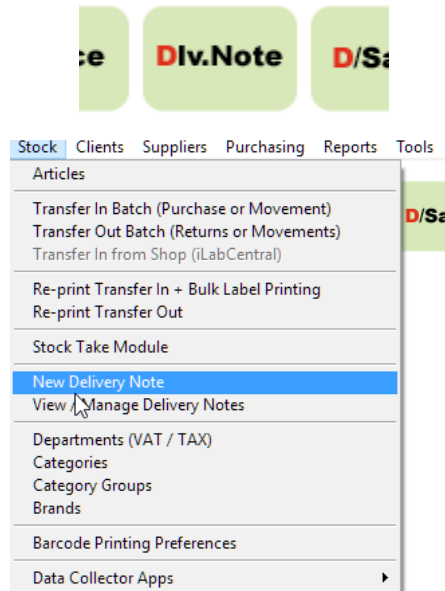 :e Dlv.Note D/Sa
Stock Clients Suppliers Purchasing Reports Tools
Articles
D/Sa
Transfer In Batch (Purchase or Movement)
Transfer Out Batch (Returns or Movements)
Transfer In from Shop (iLabCentral)
Re-print Transfer In + Bulk Label Printing
Re-print Transfer Out
Stock Take Module
New Delivery Note
View / Manage Delivery Notes
Departments (VAT / TAX)
Categories
Category Groups
Brands
Barcode Printing Preferences
Data Collector Apps